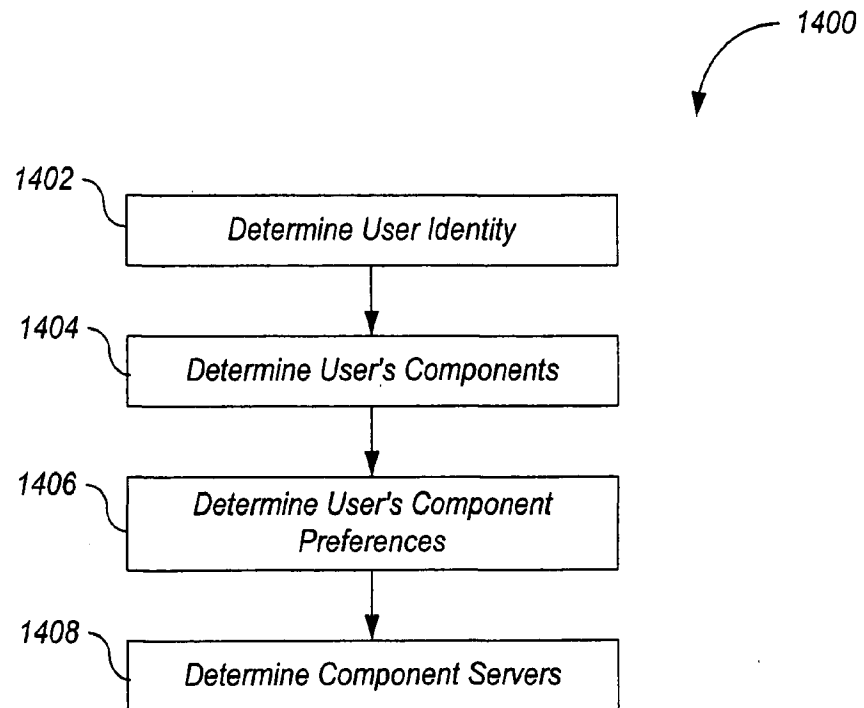 1400
1402
Determine User Identity
1404
Determine User's Components
1406
Determine User's Component
Preferences
1408
Determine Component Servers